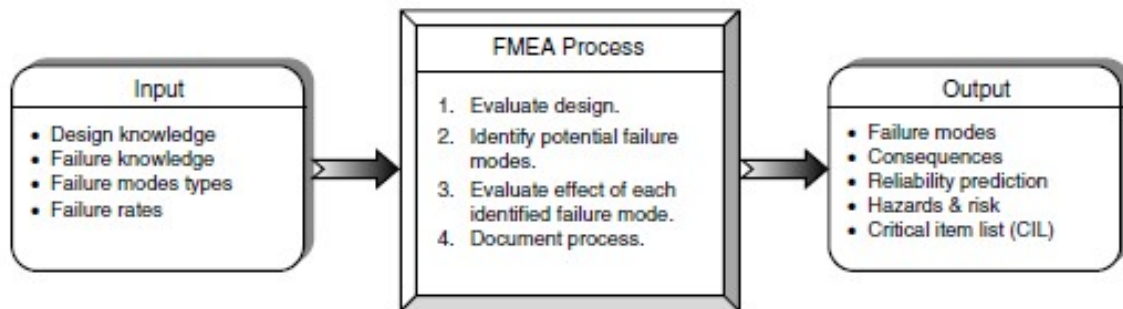 Input
• Design knowledge
• Failure knowledge
• Failure modes types
• Failure rates
FMEA Process
1. Evaluate design.
2. Identify potential failure
modes.
3. Evaluate effect of each
identified failure mode.
4. Document process.
Output
• Failure modes
• Consequences
• Reliability prediction
• Hazards & risk
• Critical item list (CIL)